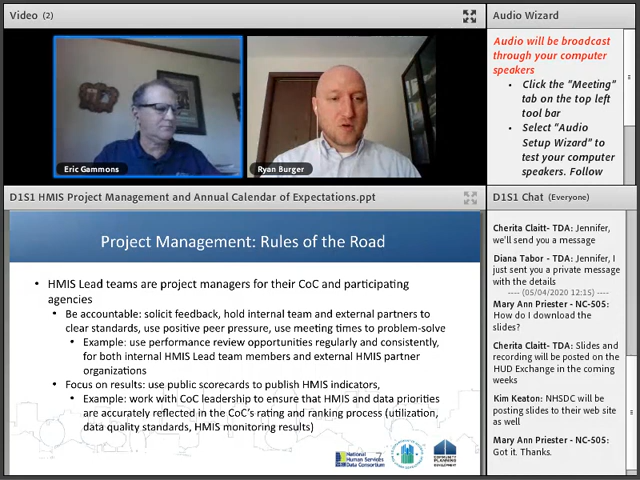 Video (2)
Eric Gammons
Ryan Burger
Audio Wizard
Audio will be broadcast
through your computer
speakers
• Click the "Meeting"
tab on the top left
tool bar
• Select "Audio
Setup Wizard" to
test your computer
speakers. Follow
D1S1 HMIS Project Management and Annual Calendar of Expectations.ppt
Project Management: Rules of the Road
• HMIS Lead teams are project managers for their CoC and participating
agencies
• Be accountable: solicit feedback, hold internal team and external partners to
clear standards, use positive peer pressure, use meeting times to problem-solve
• Example: use performance review opportunities regularly and consistently,
for both internal HMIS Lead team members and external HMIS partner
organizations
• Focus on results: use public scorecards to publish HMIS indicators,
• Example: work with CoC leadership to ensure that HMIS and data priorities
are accurately reflected in the CoC's rating and ranking process (utilization,
data quality standards, HMIS monitoring results)
National
Human Services
Data Consortium
7
COMMUNITY
PLANNING
DEVELOPMENT
D1S1 Chat (Everyone)
Cherita Claitt- TDA: Jennifer,
we'll send you a message
Diana Tabor - TDA: Jennifer, I
just sent you a private message
with the details
---- (05/04/2020 12:15) ----
Mary Ann Priester - NC-505:
How do I download the
slides?
Cherita Claitt- TDA: Slides and
recording will be posted on the
HUD Exchange in the coming
weeks
Kim Keaton: NHSDC will be
posting slides to their web site
as well
Mary Ann Priester - NC-505:
Got it. Thanks.